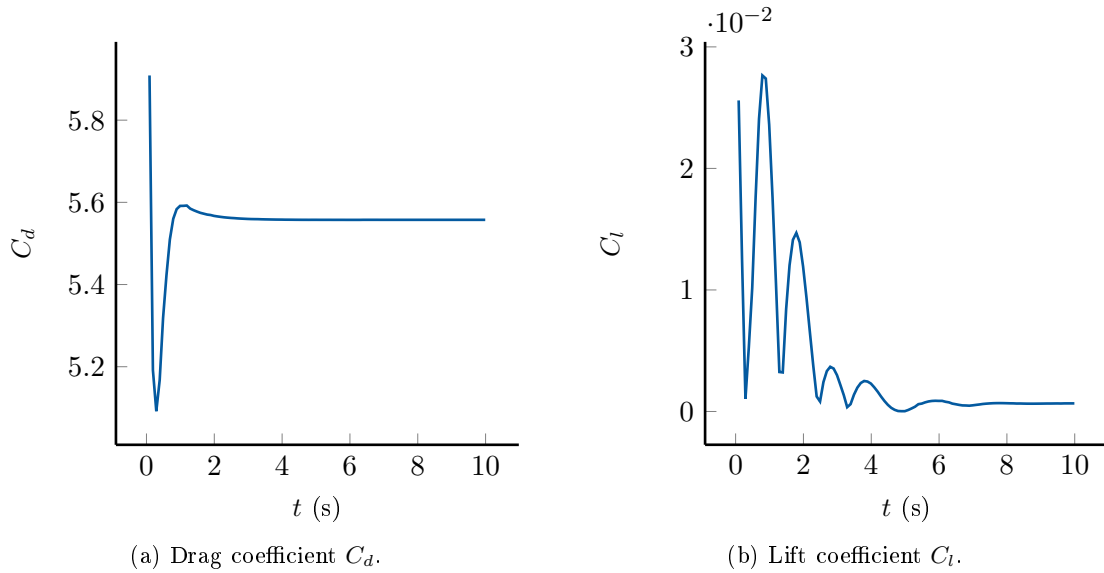 5.8
5.6
5.4
5.2
C_d
0 2 4 6 8 10
t (s)
(a) Drag coefficient C_d.
·10^{−2}
3
2
1
0
C_l
0 2 4 6 8 10
t (s)
(b) Lift coefficient C_l.